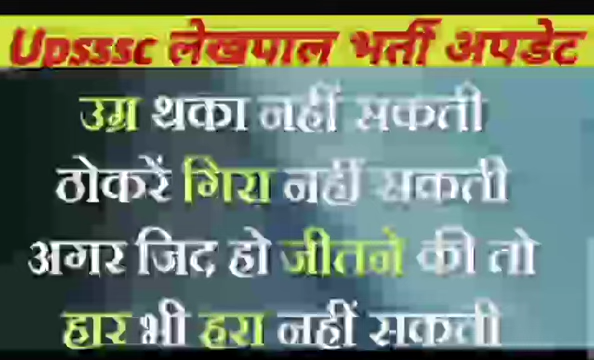 Upsssc लेखपाल भर्ती अपडेट
उम्र थका नहीं सकती
ठोकरें गिरा नहीं सकती
अगर जिद हो जीतने की तो
हार भी हरा नहीं सकती